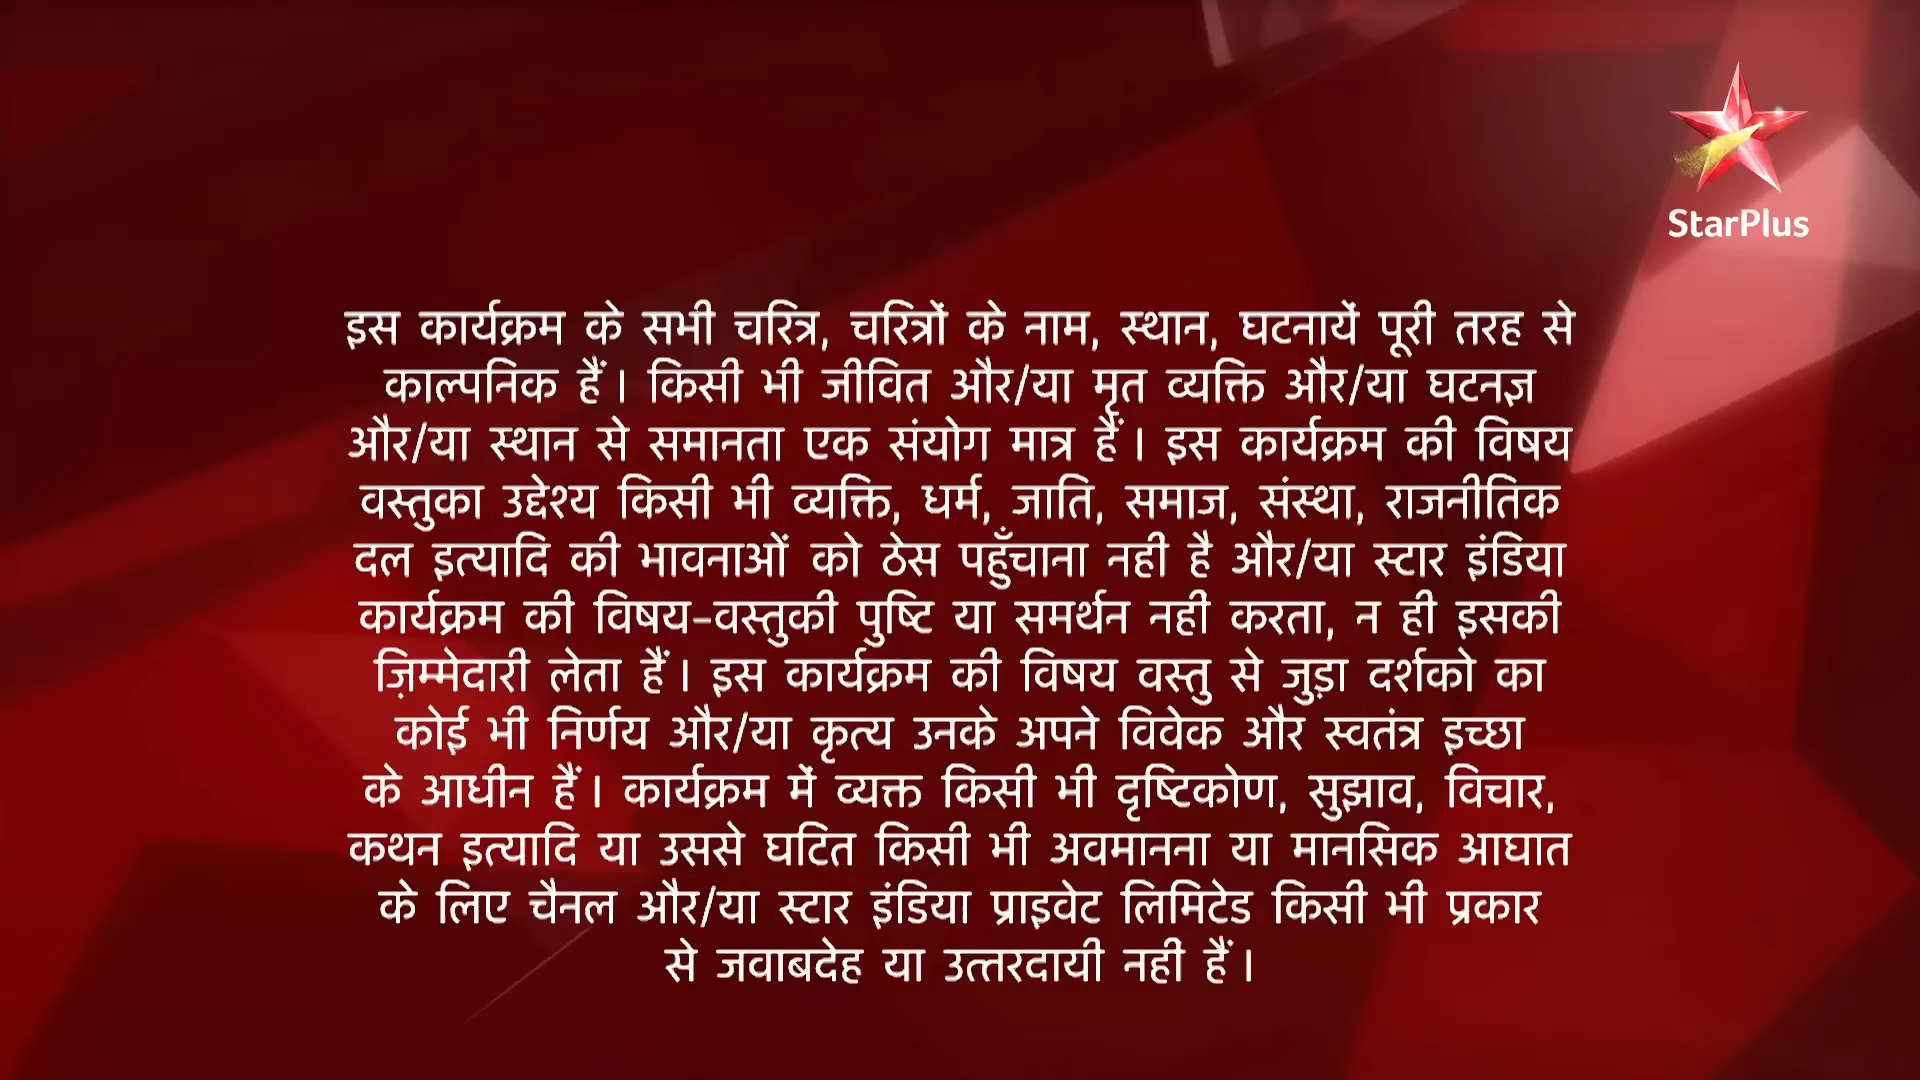 StarPlus
इस कार्यक्रम के सभी चरित्र, चरित्रों के नाम, स्थान, घटनायें पूरी तरह से
काल्पनिक हैं। किसी भी जीवित और/या मृत व्यक्ति और/या घटनज्ञ
और/या स्थान से समानता एक संयोग मात्र हैं। इस कार्यक्रम की विषय
वस्तुका उद्देश्य किसी भी व्यक्ति, धर्म, जाति, समाज, संस्था, राजनीतिक
दल इत्यादि की भावनाओं को ठेस पहुँचाना नही है और/या स्टार इंडिया
कार्यक्रम की विषय-वस्तुकी पुष्टि या समर्थन नही करता, न ही इसकी
ज़िम्मेदारी लेता हैं। इस कार्यक्रम की विषय वस्तु से जुड़ा दर्शको का
कोई भी निर्णय और/या कृत्य उनके अपने विवेक और स्वतंत्र इच्छा
के आधीन हैं। कार्यक्रम में व्यक्त किसी भी दृष्टिकोण, सुझाव, विचार,
कथन इत्यादि या उससे घटित किसी भी अवमानना या मानसिक आघात
के लिए चैनल और/या स्टार इंडिया प्राइवेट लिमिटेड किसी भी प्रकार
से जवाबदेह या उत्तरदायी नही हैं।